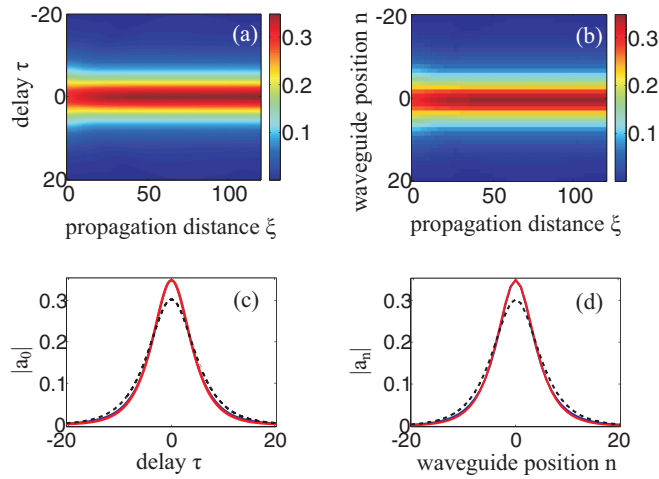 (a)
-20
0
20
delay τ
0 50 100
propagation distance ξ
0.3
0.2
0.1
(b)
-20
0
20
waveguide position n
0 50 100
propagation distance ξ
0.3
0.2
0.1
(c)
0.3
0.2
0.1
0
|a₀|
-20 0 20
delay τ
(d)
0.3
0.2
0.1
0
|aₙ|
-20 0 20
waveguide position n